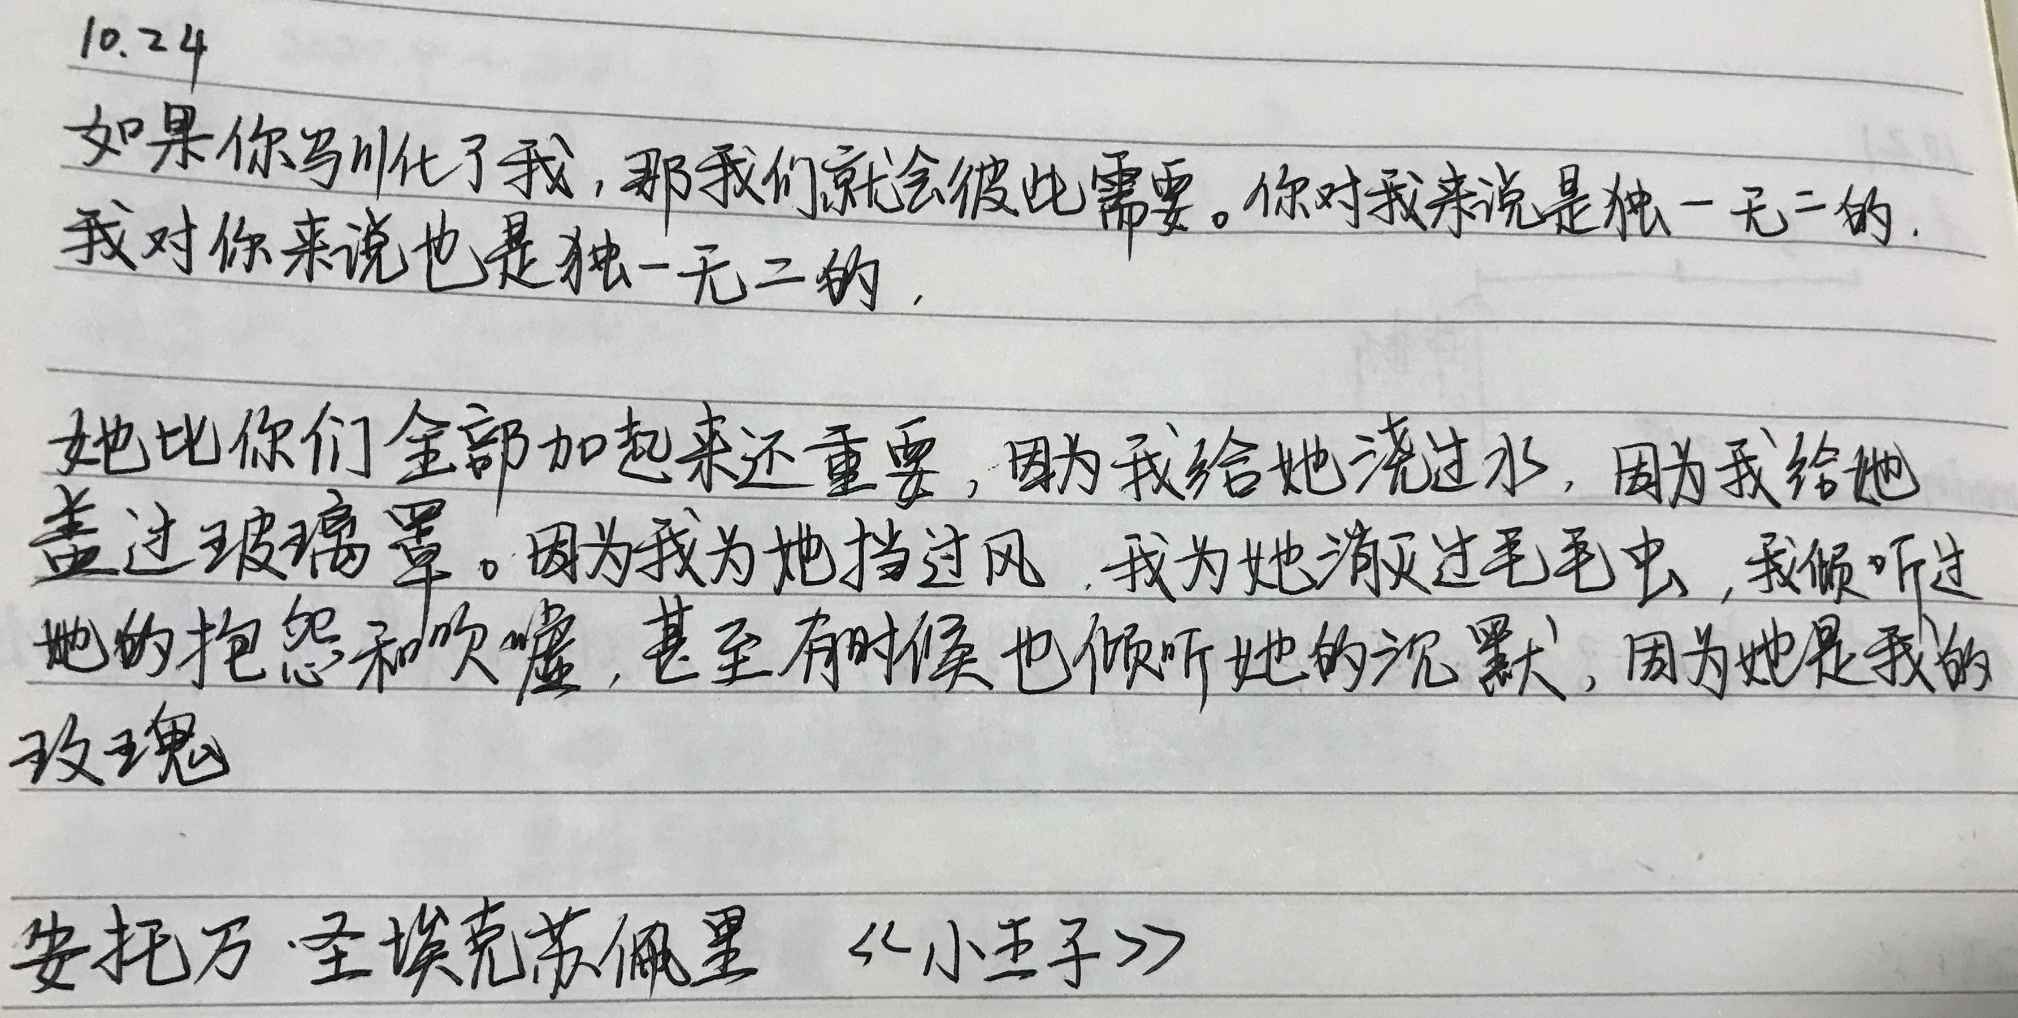 10.24
如果你驯化了我，那我们就会彼此需要。你对我来说是独一无二的.
我对你来说也是独一无二的，
她比你们全部加起来还重要，因为我给她浇过水，因为我给她
盖过玻璃罩。因为我为她挡过风，我为她消灭过毛毛虫，我倾听过
她的抱怨和吹嘘，甚至有时候也倾听她的沉默，因为她是我的
玫瑰
安托万·圣埃克苏佩里 《小王子》